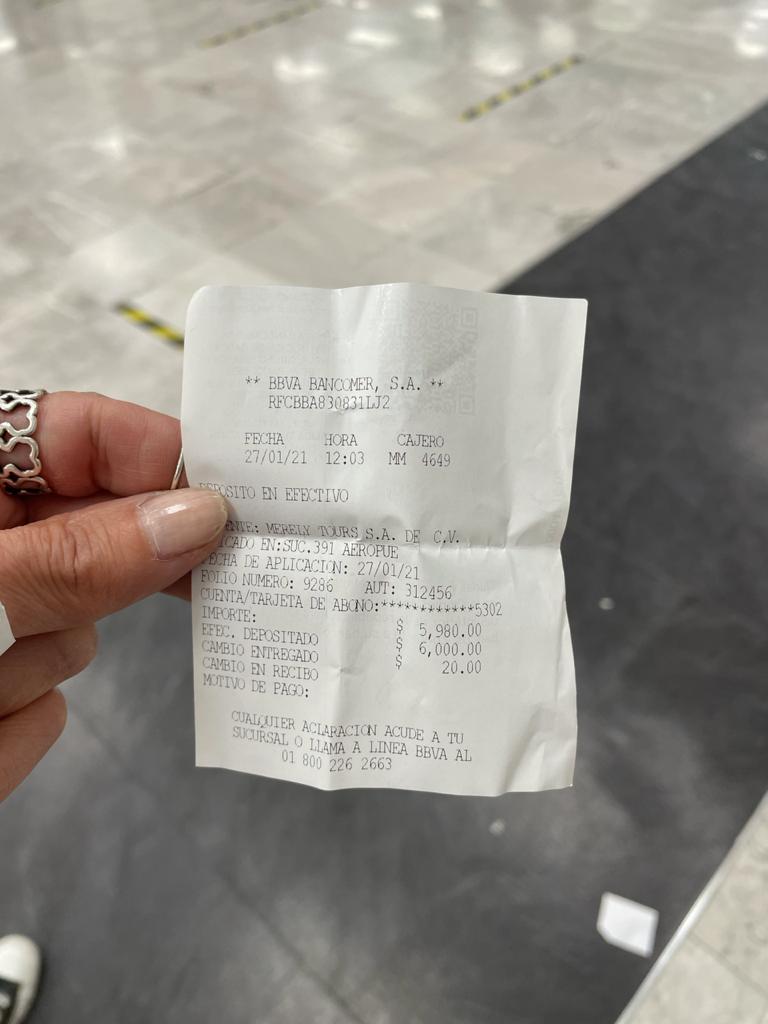 ** BBVA BANCOMER, S.A. **
RFCBBA830831LJ2
FECHA HORA CAJERO
27/01/21 12:03 MM 4649
DEPOSITO EN EFECTIVO
ENTE: MERELY TOURS S.A. DE C.V.
ICADO EN:SUC.391 AEROPUE
FECHA DE APLICACION: 27/01/21
FOLIO NUMERO: 9286 AUT: 312456
CUENTA/TARJETA DE ABONO:************5302
IMPORTE: $ 5,980.00
EFEC. DEPOSITADO $ 6,000.00
CAMBIO ENTREGADO $ 20.00
CAMBIO EN RECIBO
MOTIVO DE PAGO:
CUALQUIER ACLARACION ACUDE A TU
SUCURSAL O LLAMA A LINEA BBVA AL
01 800 226 2663